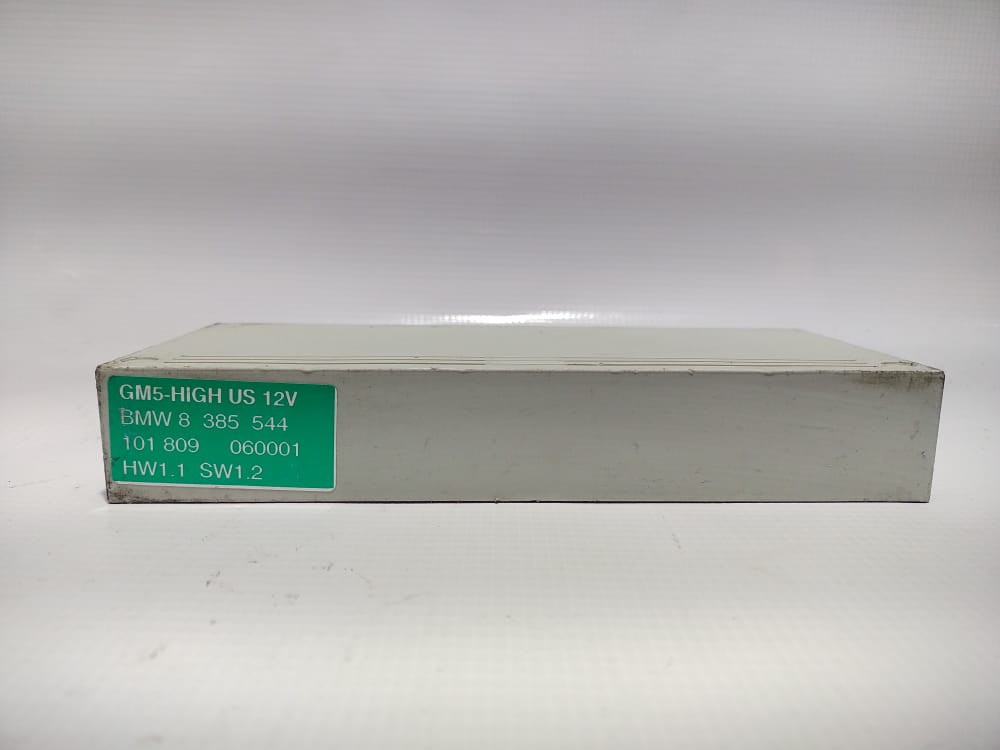 GM5-HIGH US 12V
BMW 8 385 544
101 809 060001
HW1.1 SW1.2